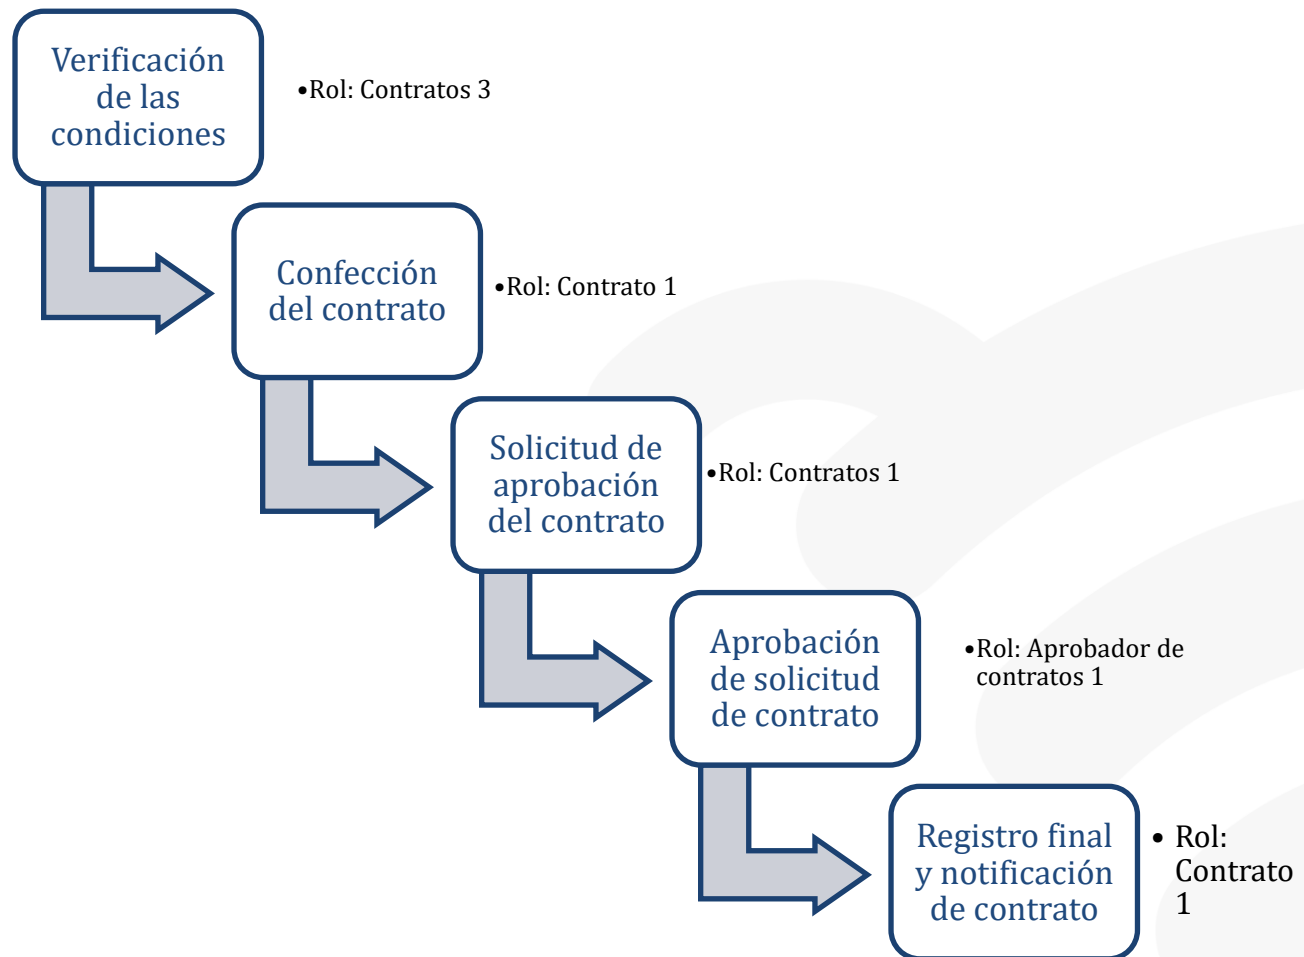 Verificación
de las
condiciones
•Rol: Contratos 3
Confección
del contrato
•Rol: Contrato 1
Solicitud de
aprobación
del contrato
•Rol: Contratos 1
Aprobación
de solicitud
de contrato
•Rol: Aprobador de
contratos 1
Registro final
y notificación
de contrato
• Rol:
Contrato
1